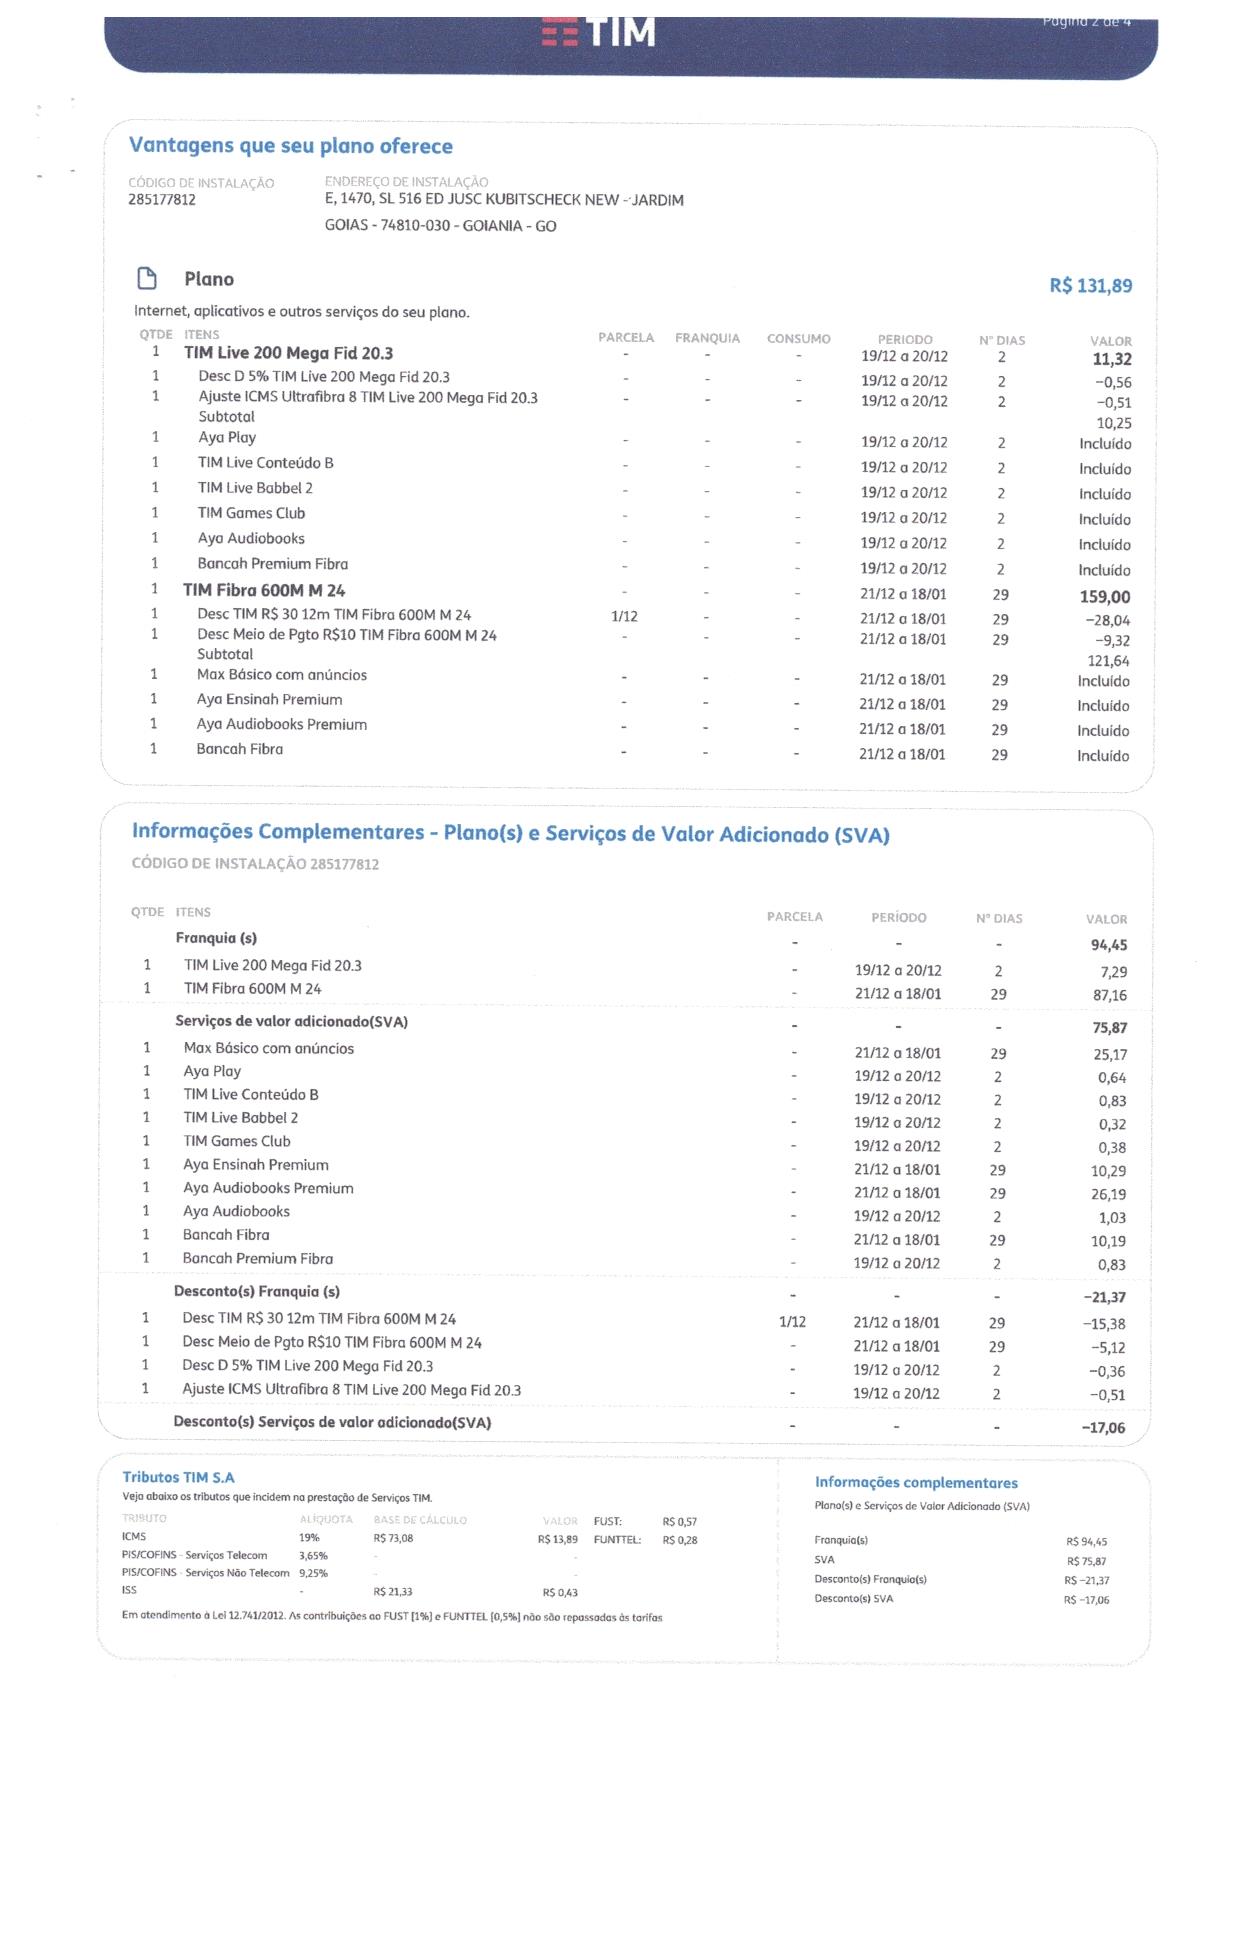 TIM
Página 2 de 4
Vantagens que seu plano oferece
CÓDIGO DE INSTALAÇÃO ENDEREÇO DE INSTALAÇÃO
285177812 E, 1470, SL 516 ED JUSC KUBITSCHECK NEW - JARDIM
GOIAS - 74810-030 - GOIANIA - GO
Plano R$ 131,89
Internet, aplicativos e outros serviços do seu plano.
QTDE ITENS PARCELA FRANQUIA CONSUMO PERIODO N° DIAS VALOR
1 TIM Live 200 Mega Fid 20.3 - - - 19/12 a 20/12 2 11,32
1 Desc D 5% TIM Live 200 Mega Fid 20.3 - - - 19/12 a 20/12 2 -0,56
1 Ajuste ICMS Ultrafibra 8 TIM Live 200 Mega Fid 20.3 - - - 19/12 a 20/12 2 -0,51
Subtotal 10,25
1 Aya Play - - - 19/12 a 20/12 2 Incluído
1 TIM Live Conteúdo B - - - 19/12 a 20/12 2 Incluído
1 TIM Live Babbel 2 - - - 19/12 a 20/12 2 Incluído
1 TIM Games Club - - - 19/12 a 20/12 2 Incluído
1 Aya Audiobooks - - - 19/12 a 20/12 2 Incluído
1 Bancah Premium Fibra - - - 19/12 a 20/12 2 Incluído
1 TIM Fibra 600M M 24 - - - 21/12 a 18/01 29 159,00
1 Desc TIM R$ 30 12m TIM Fibra 600M M 24 1/12 - - 21/12 a 18/01 29 -28,04
1 Desc Meio de Pgto R$10 TIM Fibra 600M M 24 - - - 21/12 a 18/01 29 -9,32
Subtotal 121,64
1 Max Básico com anúncios - - - 21/12 a 18/01 29 Incluído
1 Aya Ensinah Premium - - - 21/12 a 18/01 29 Incluído
1 Aya Audiobooks Premium - - - 21/12 a 18/01 29 Incluído
1 Bancah Fibra - - - 21/12 a 18/01 29 Incluído
Informações Complementares - Plano(s) e Serviços de Valor Adicionado (SVA)
CÓDIGO DE INSTALAÇÃO 285177812
QTDE ITENS PARCELA PERÍODO N° DIAS VALOR
Franquia (s) - - - 94,45
1 TIM Live 200 Mega Fid 20.3 - 19/12 a 20/12 2 7,29
1 TIM Fibra 600M M 24 - 21/12 a 18/01 29 87,16
Serviços de valor adicionado(SVA) - - - 75,87
1 Max Básico com anúncios - 21/12 a 18/01 29 25,17
1 Aya Play - 19/12 a 20/12 2 0,64
1 TIM Live Conteúdo B - 19/12 a 20/12 2 0,83
1 TIM Live Babbel 2 - 19/12 a 20/12 2 0,32
1 TIM Games Club - 19/12 a 20/12 2 0,38
1 Aya Ensinah Premium - 21/12 a 18/01 29 10,29
1 Aya Audiobooks Premium - 21/12 a 18/01 29 26,19
1 Aya Audiobooks - 19/12 a 20/12 2 1,03
1 Bancah Fibra - 21/12 a 18/01 29 10,19
1 Bancah Premium Fibra - 19/12 a 20/12 2 0,83
Desconto(s) Franquia (s) - - - -21,37
1 Desc TIM R$ 30 12m TIM Fibra 600M M 24 1/12 21/12 a 18/01 29 -15,38
1 Desc Meio de Pgto R$10 TIM Fibra 600M M 24 - 21/12 a 18/01 29 -5,12
1 Desc D 5% TIM Live 200 Mega Fid 20.3 - 19/12 a 20/12 2 -0,36
1 Ajuste ICMS Ultrafibra 8 TIM Live 200 Mega Fid 20.3 - 19/12 a 20/12 2 -0,51
Desconto(s) Serviços de valor adicionado(SVA) - - - -17,06
Tributos TIM S.A
Veja abaixo os tributos que incidem na prestação de Serviços TIM.
TRIBUTO ALÍQUOTA BASE DE CÁLCULO VALOR FUST: R$ 0,57
ICMS 19% R$ 73,08 R$ 13,89 FUNTTEL: R$ 0,28
PIS/COFINS - Serviços Telecom 3,65% - -
PIS/COFINS - Serviços Não Telecom 9,25% - -
ISS - R$ 21,33 R$ 0,43
Em atendimento à Lei 12.741/2012. As contribuições ao FUST [1%] e FUNTTEL [0,5%] não são repassadas às tarifas
Informações complementares
Plano(s) e Serviços de Valor Adicionado (SVA)
Franquia(s) R$ 94,45
SVA R$ 75,87
Desconto(s) Franquia(s) R$ -21,37
Desconto(s) SVA R$ -17,06